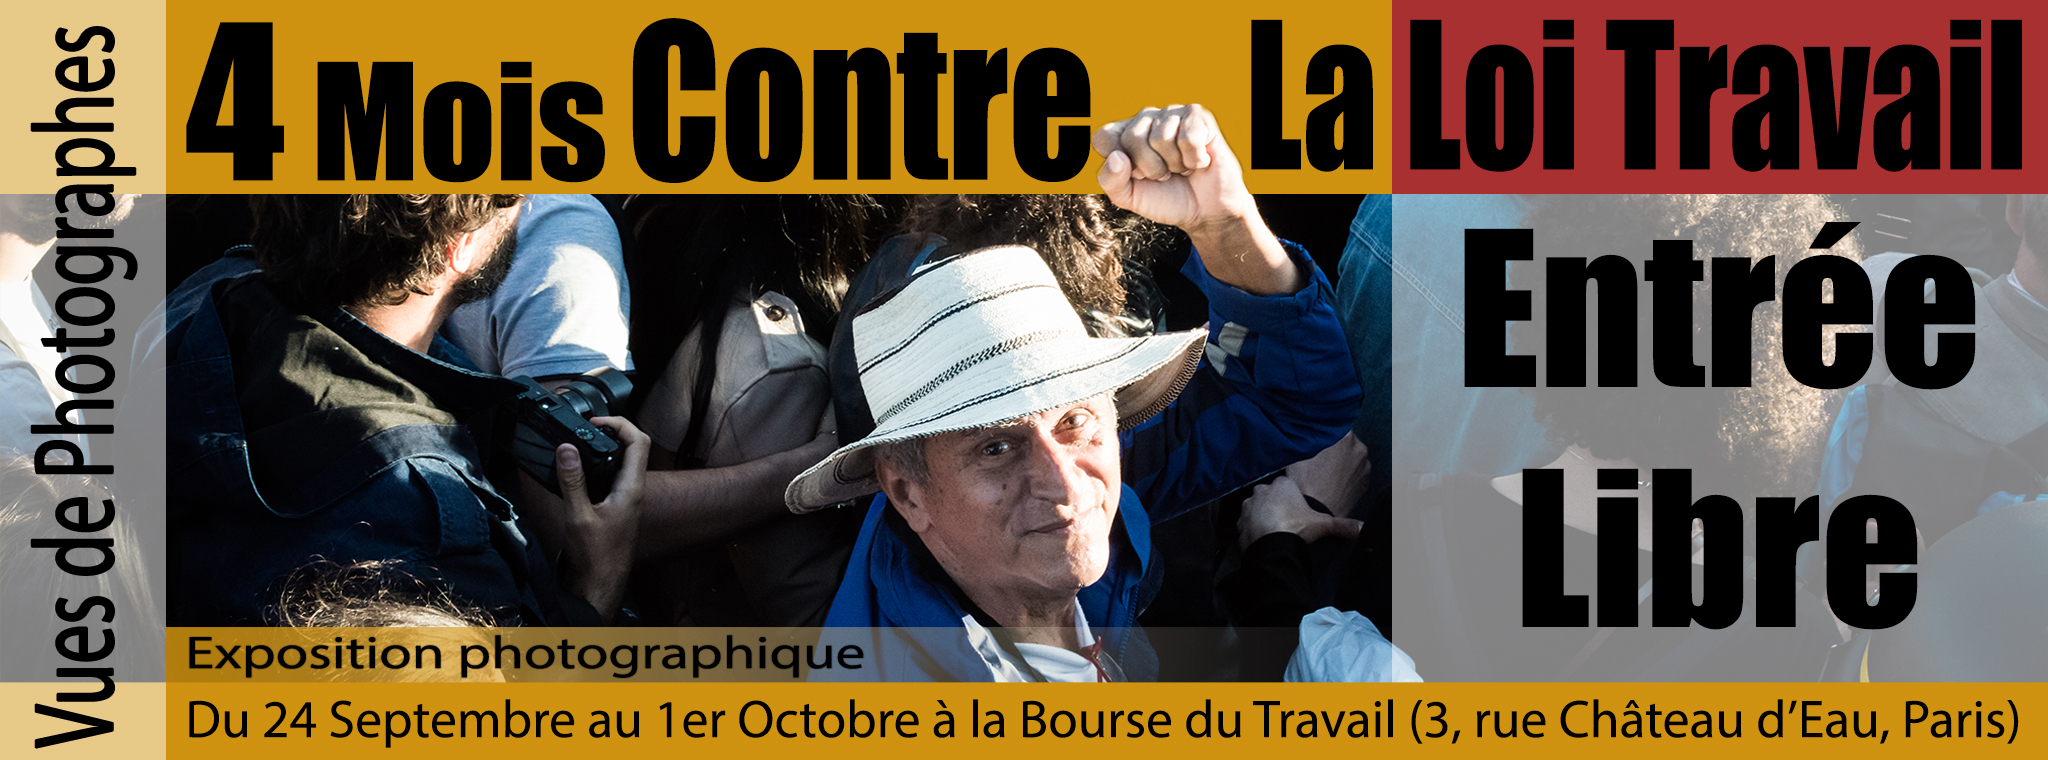 Vues de Photographes
4 Mois Contre La Loi Travail
Entrée
Libre
Exposition photographique
Du 24 Septembre au 1er Octobre à la Bourse du Travail (3, rue Château d’Eau, Paris)